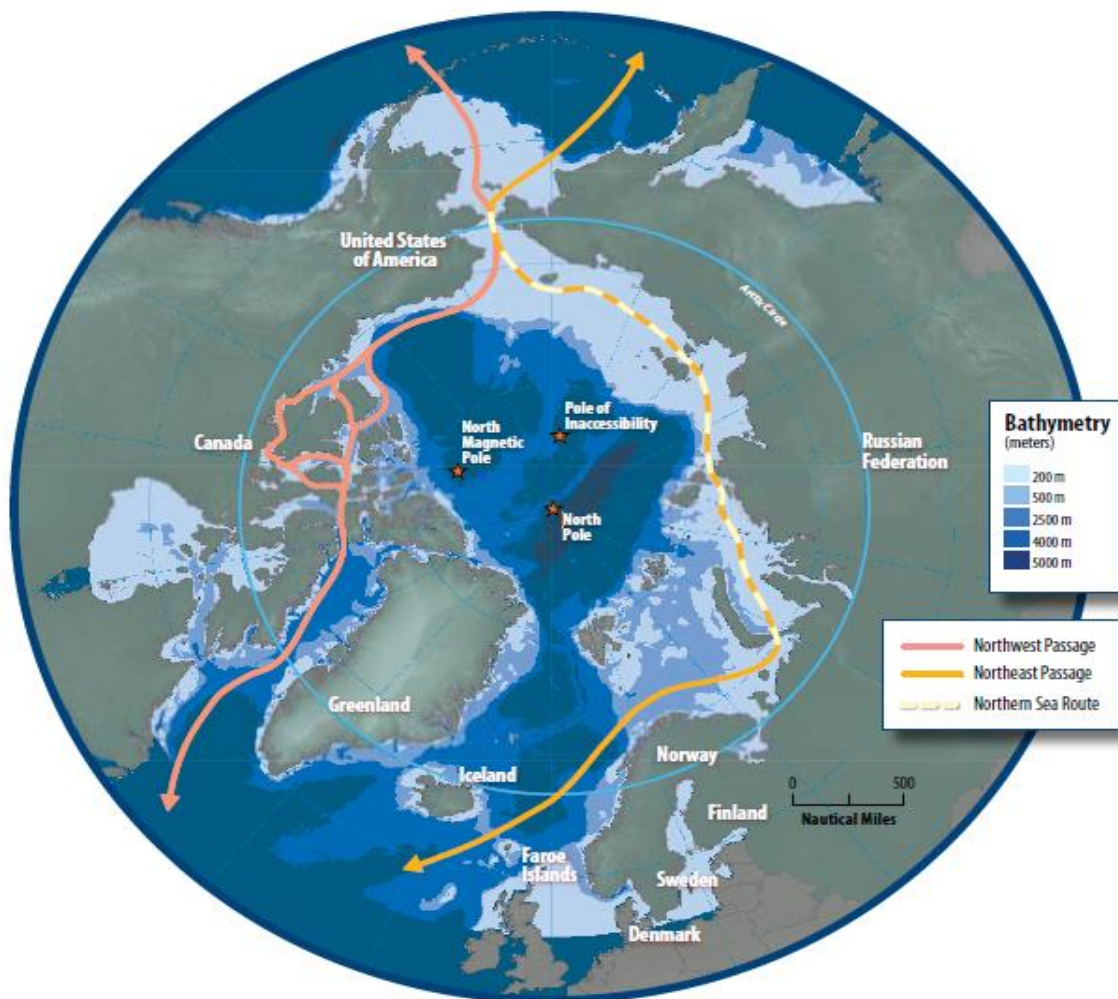 United States
of America
Arctic Circle
Pole of
Inaccessibility
North
Magnetic
Pole
Canada
Russian
Federation
North
Pole
Greenland
Iceland
Norway
Finland
Faroe
Islands
Sweden
Denmark
0
500
Nautical Miles
Bathymetry
(meters)
200 m
500 m
2500 m
4000 m
5000 m
Northwest Passage
Northeast Passage
Northern Sea Route